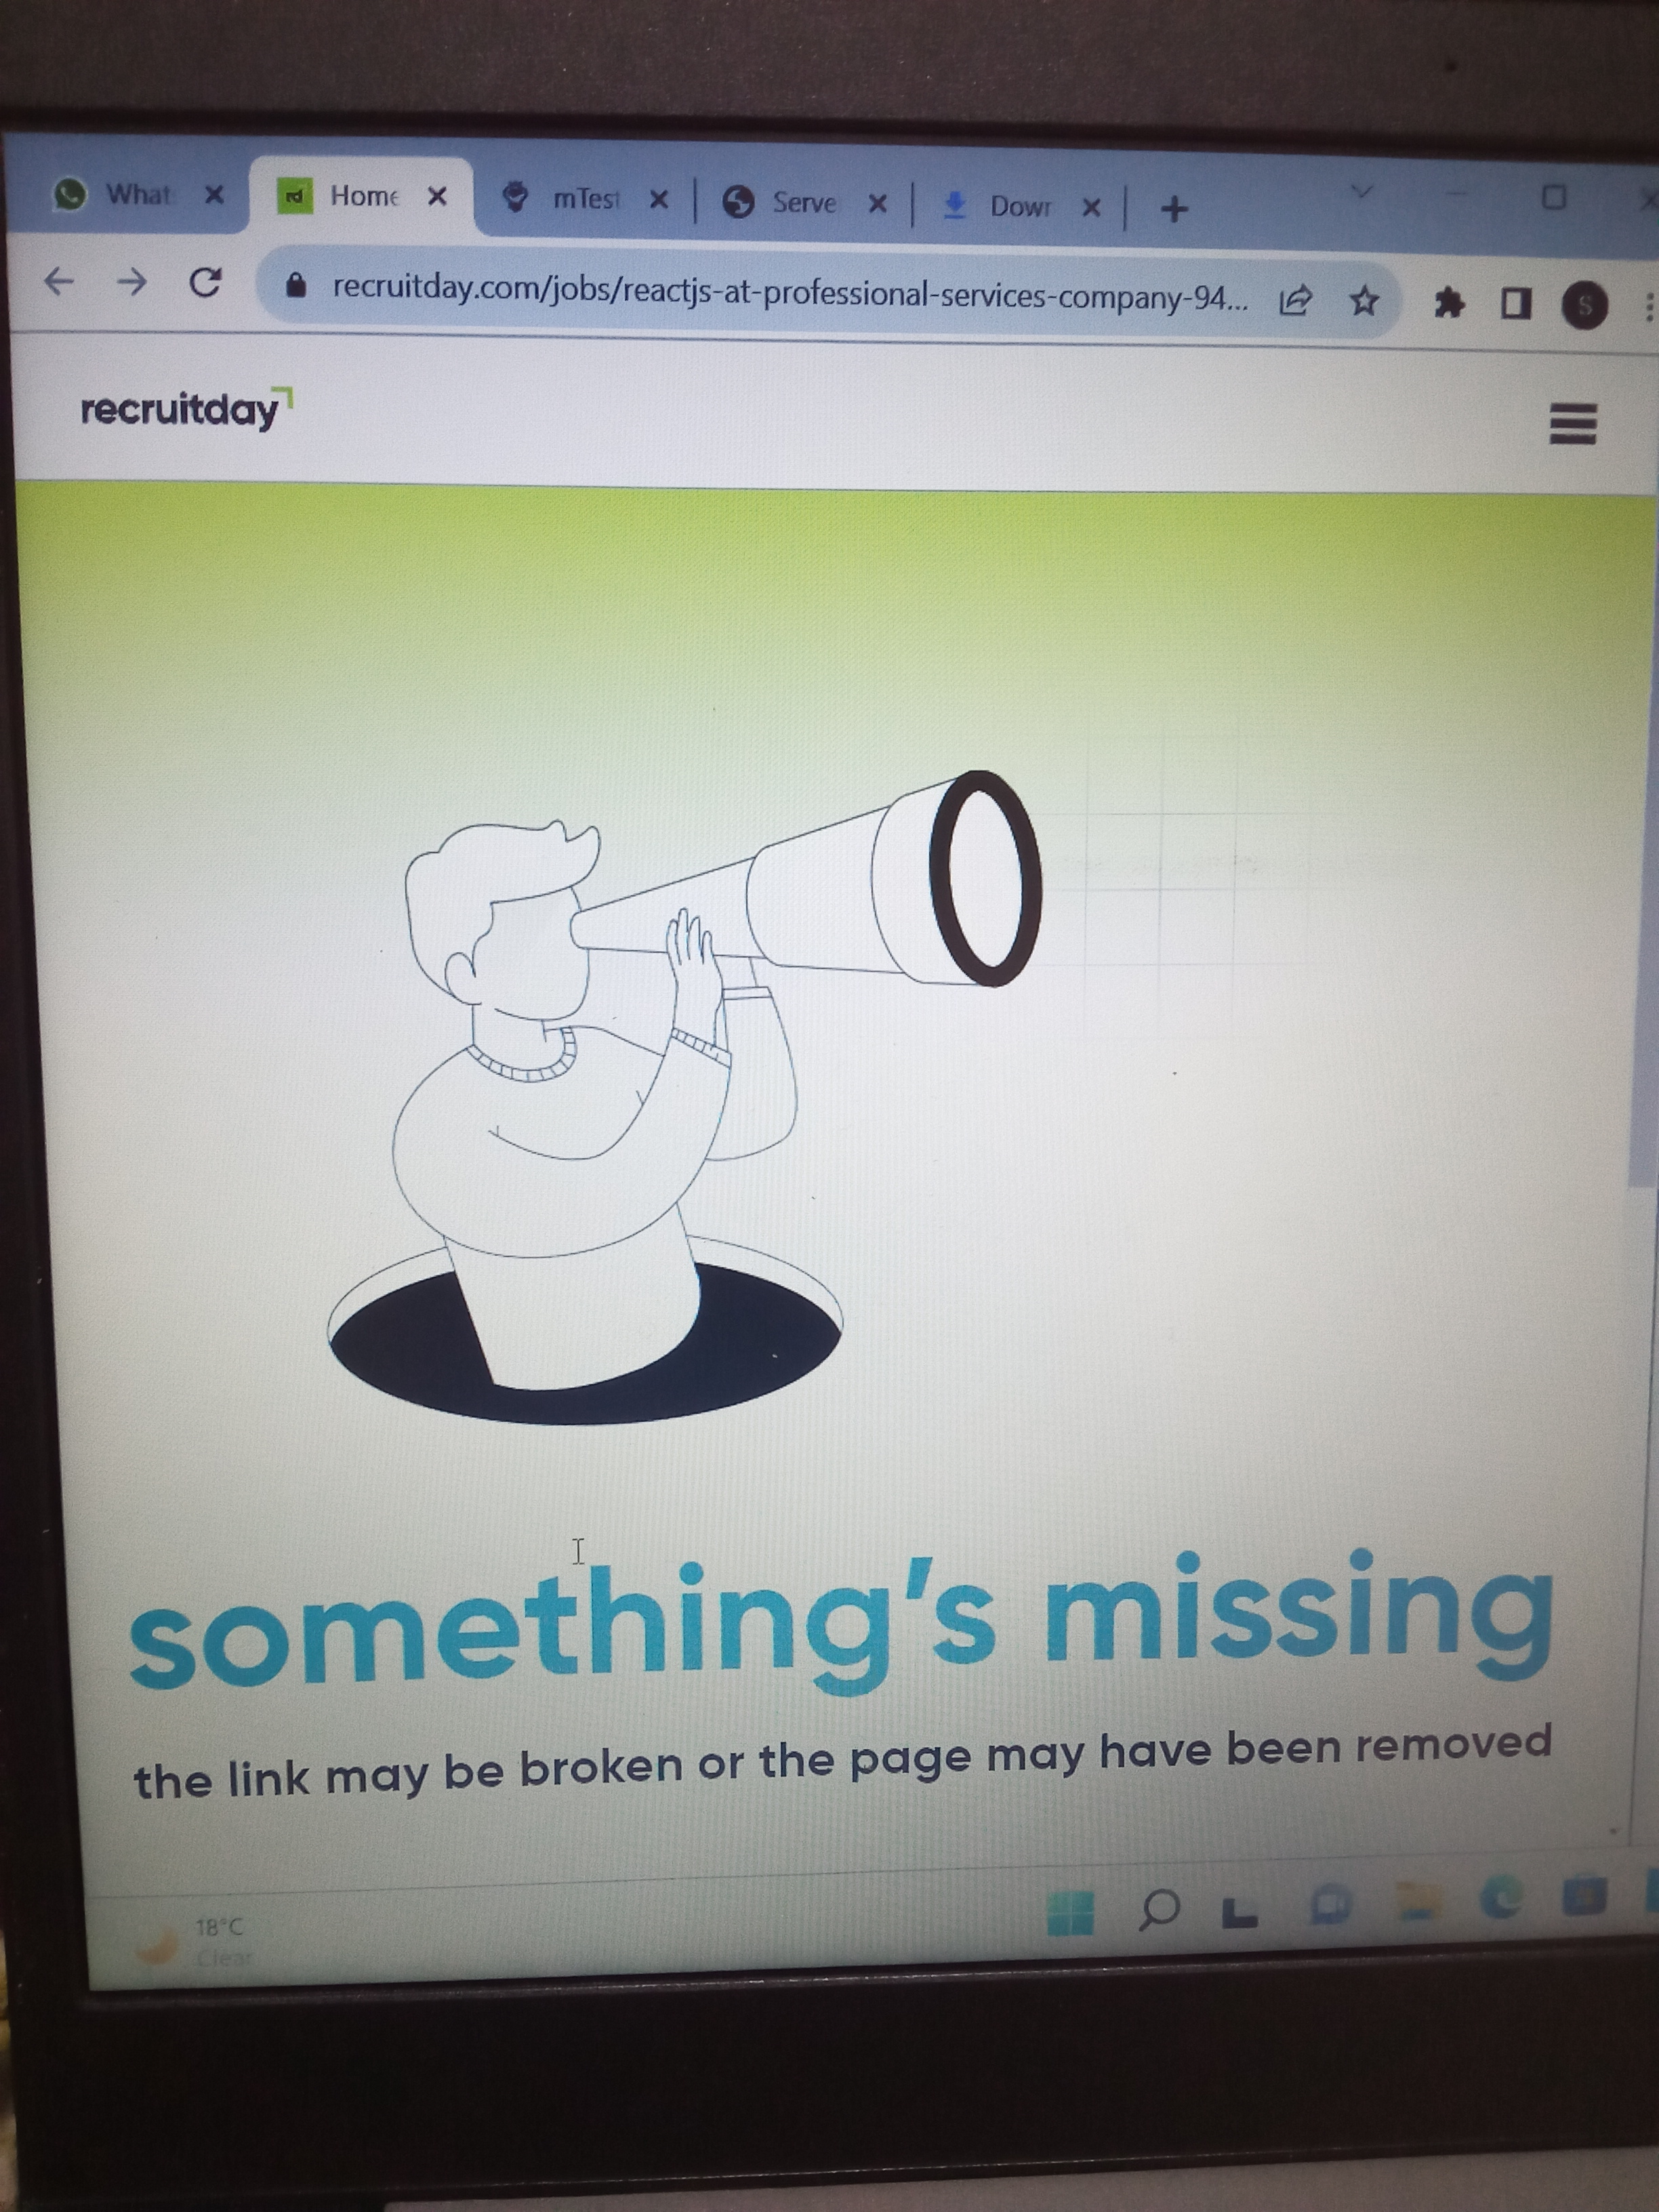 What
Home
mTest
Serve
Dowr
recruitday.com/jobs/reactjs-at-professional-services-company-94...
S
recruitday
something's missing
the link may be broken or the page may have been removed
18°C
Clear